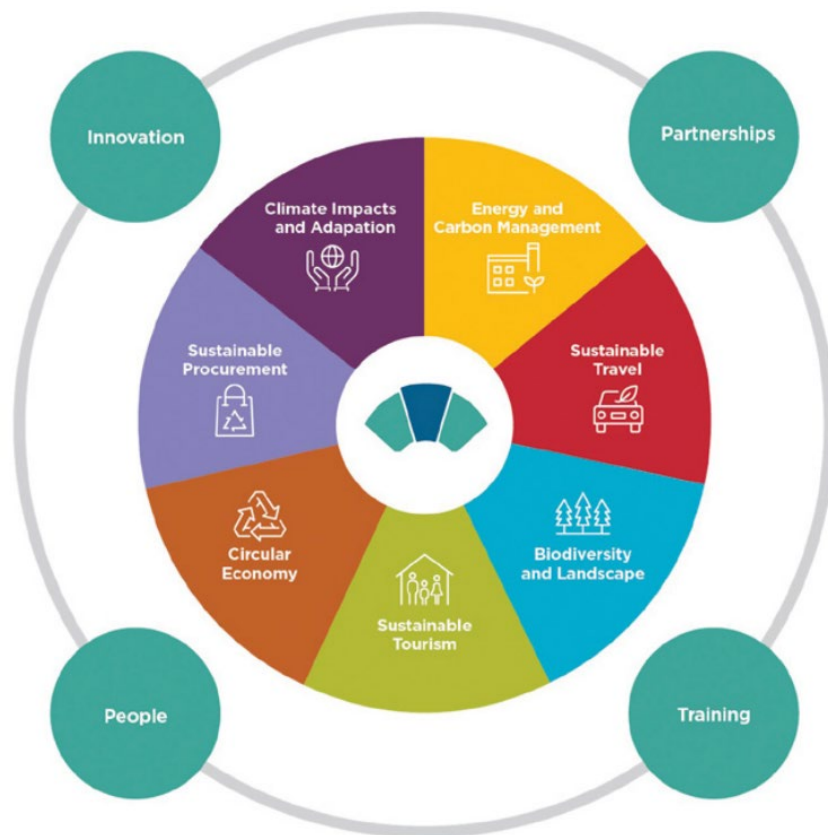 Innovation
Partnerships
Climate Impacts
and Adapation
Energy and
Carbon Management
Sustainable
Procurement
Sustainable
Travel
Circular
Economy
Biodiversity
and Landscape
Sustainable
Tourism
People
Training